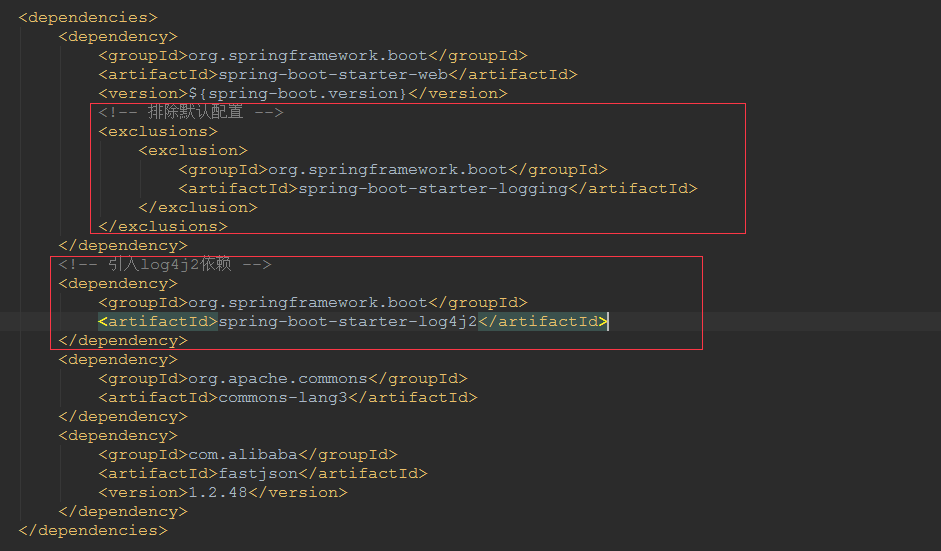 <dependencies>
<dependency>
<groupId>org.springframework.boot</groupId>
<artifactId>spring-boot-starter-web</artifactId>
<version>${spring-boot.version}</version>
<!-- 排除默认配置 -->
<exclusions>
<exclusion>
<groupId>org.springframework.boot</groupId>
<artifactId>spring-boot-starter-logging</artifactId>
</exclusion>
</exclusions>
</dependency>
<!-- 引入log4j2依赖 -->
<dependency>
<groupId>org.springframework.boot</groupId>
<artifactId>spring-boot-starter-log4j2</artifactId>
</dependency>
<dependency>
<groupId>org.apache.commons</groupId>
<artifactId>commons-lang3</artifactId>
</dependency>
<dependency>
<groupId>com.alibaba</groupId>
<artifactId>fastjson</artifactId>
<version>1.2.48</version>
</dependency>
</dependencies>